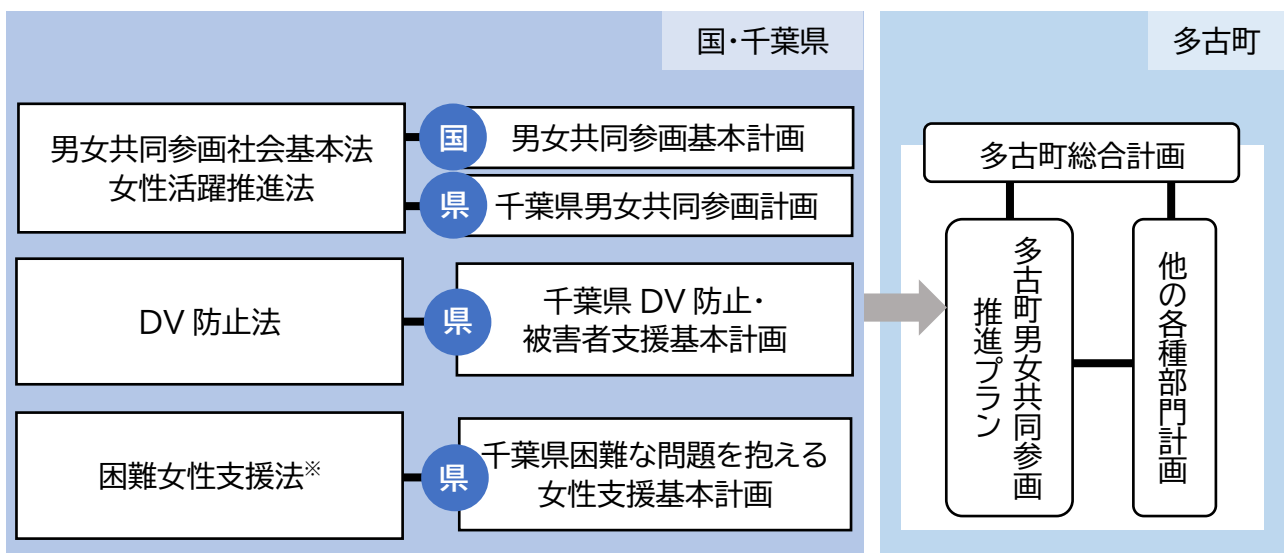 国・千葉県
男女共同参画社会基本法
女性活躍推進法
国
男女共同参画基本計画
県
千葉県男女共同参画計画
DV 防止法
県
千葉県 DV 防止・
被害者支援基本計画
困難女性支援法※
県
千葉県困難な問題を抱える
女性支援基本計画
多古町
多古町総合計画
多古町男女共同参画
推進プラン
他の各種部門計画